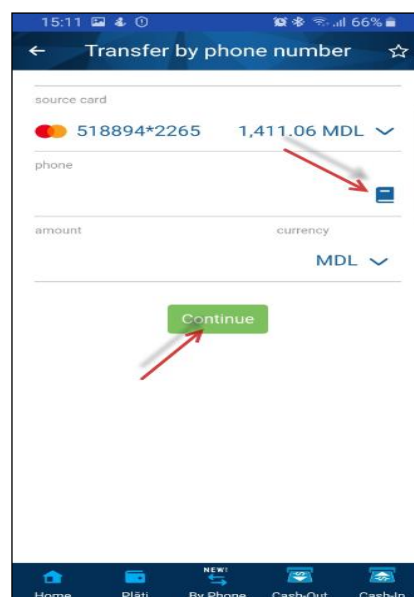 15:11 66%
Transfer by phone number
source card
518894*2265 1,411.06 MDL
phone
amount currency
MDL
Continue
NEW!
Home Plăți By Phone Cash-Out Cash-In